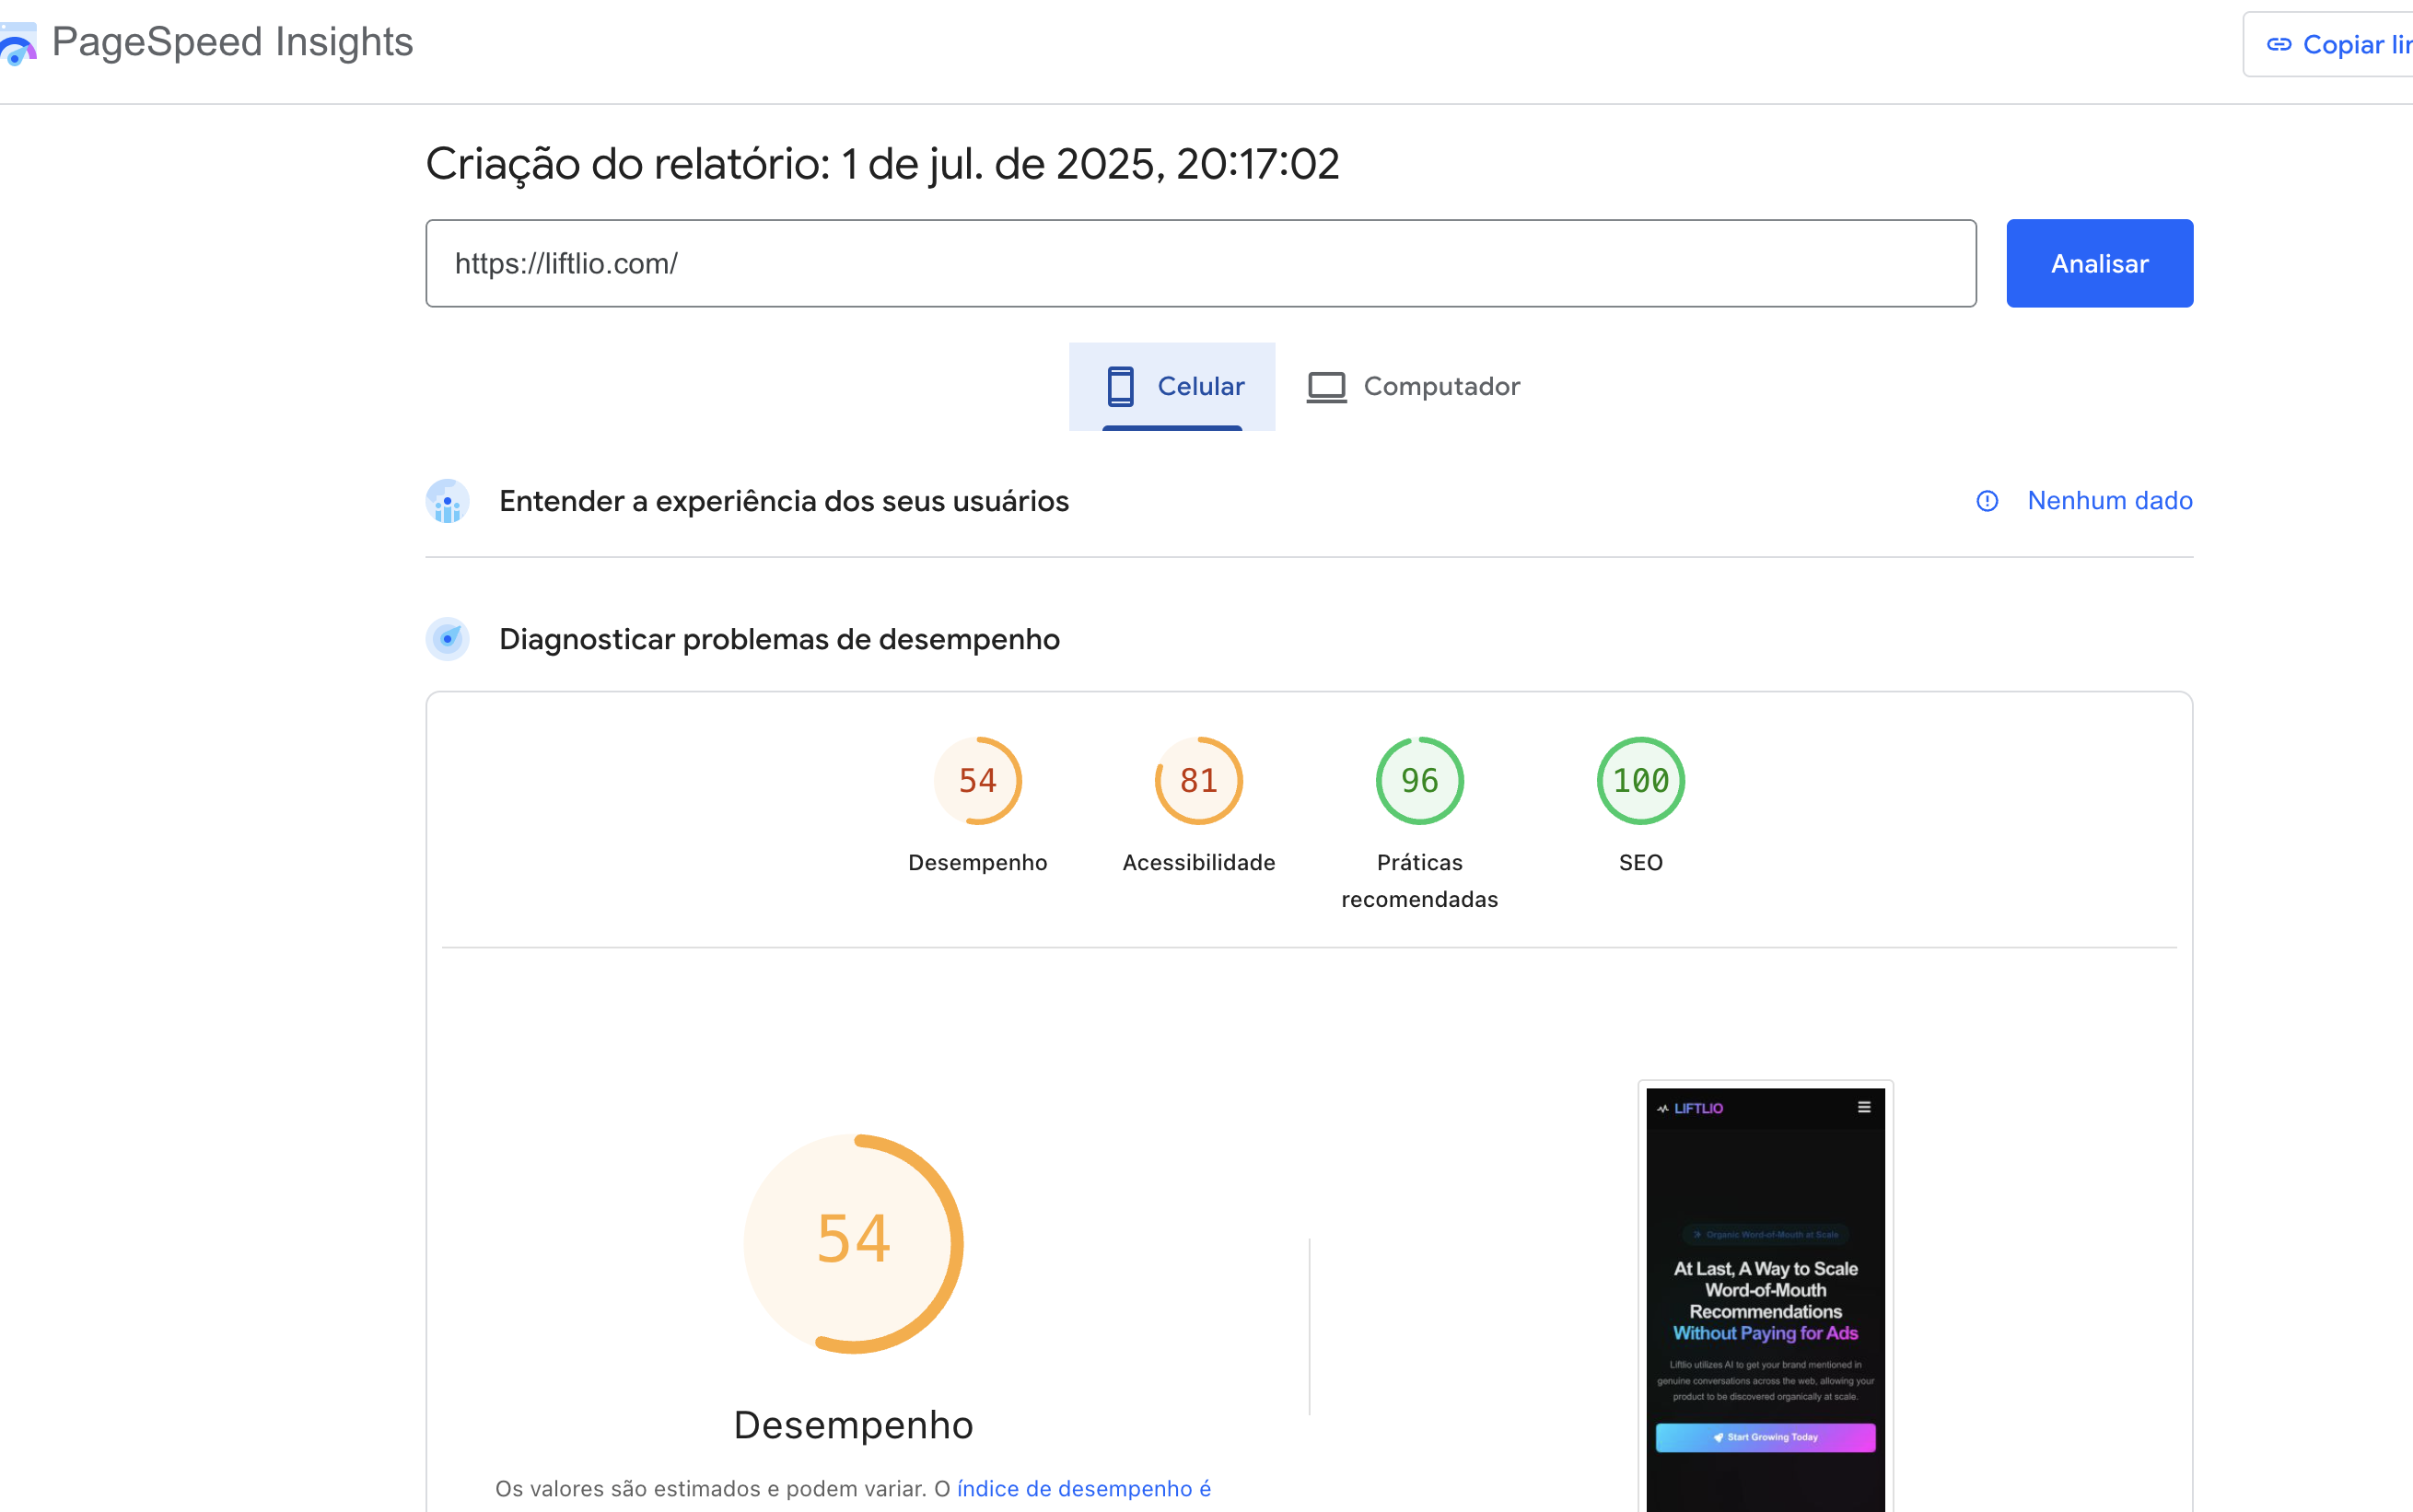 PageSpeed Insights
Copiar lin
Criação do relatório: 1 de jul. de 2025, 20:17:02
https://liftlio.com/
Analisar
Celular
Computador
Entender a experiência dos seus usuários
Nenhum dado
Diagnosticar problemas de desempenho
54
81
96
100
Desempenho
Acessibilidade
Práticas
recomendadas
SEO
54
Desempenho
Os valores são estimados e podem variar. O índice de desempenho é
LIFTLIO
Organic Word-of-Mouth at Scale
At Last, A Way to Scale
Word-of-Mouth
Recommendations
Without Paying for Ads
Liftlio utilizes AI to get your brand mentioned in
genuine conversations across the web, allowing your
product to be discovered organically at scale.
Start Growing Today